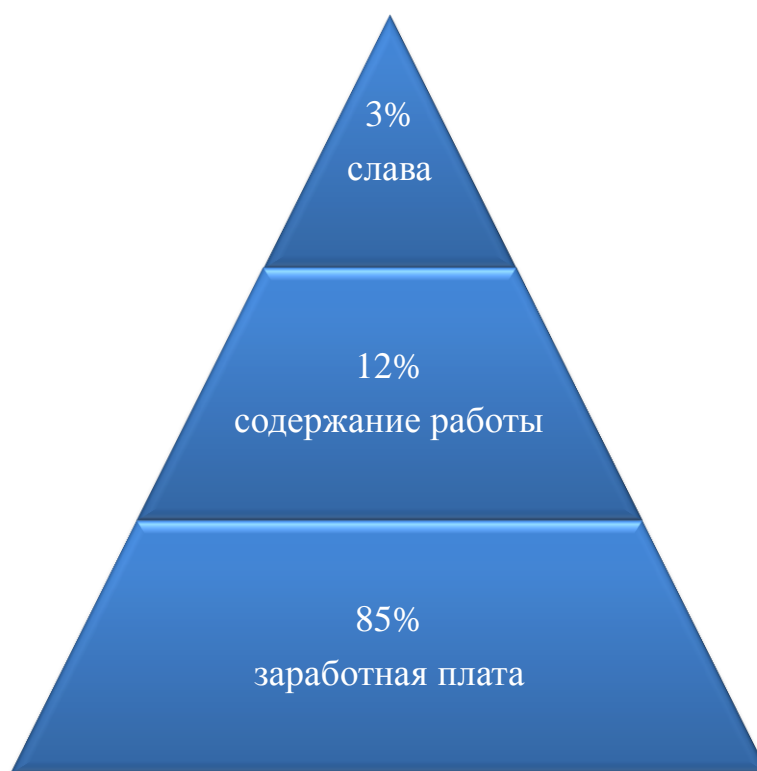 3%
слава
12%
содержание работы
85%
заработная плата